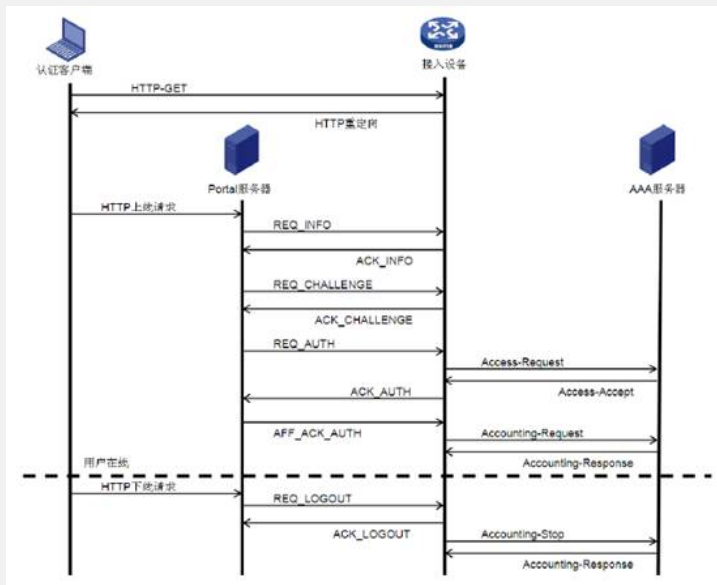 认证客户端
接入设备
HTTP-GET
HTTP重定向
Portal服务器
AAA服务器
HTTP上线请求
REQ_INFO
ACK_INFO
REQ_CHALLENGE
ACK_CHALLENGE
REQ_AUTH
Access-Request
ACK_AUTH
Access-Accept
AFF_ACK_AUTH
Accounting-Request
用户在线
Accounting-Response
HTTP下线请求
REQ_LOGOUT
ACK_LOGOUT
Accounting-Stop
Accounting-Response